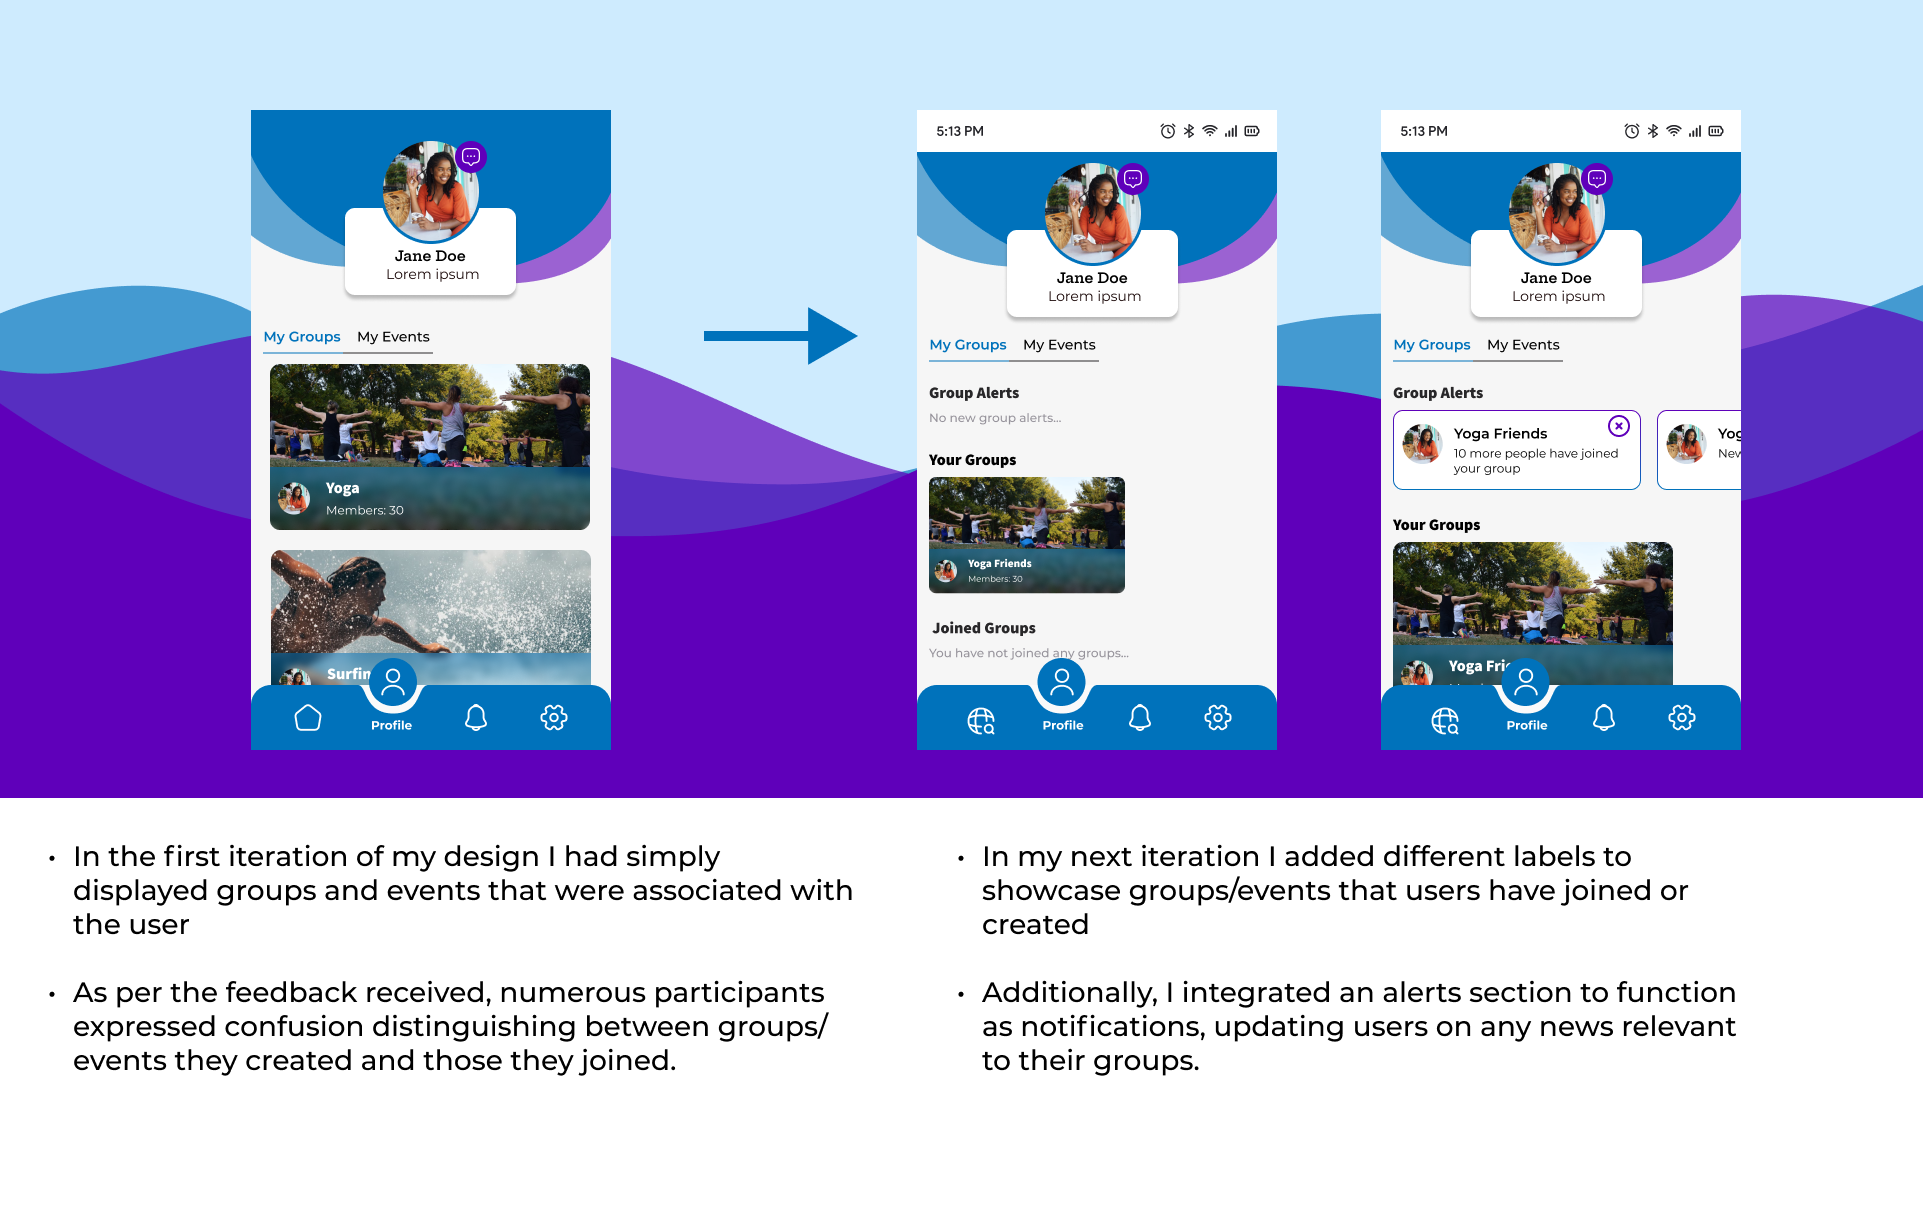 Jane Doe
Lorem ipsum
My Groups My Events
Yoga
Members: 30
Surfin
Profile
5:13 PM
Jane Doe
Lorem ipsum
My Groups My Events
Group Alerts
No new group alerts...
Your Groups
Yoga Friends
Members: 30
Joined Groups
You have not joined any groups...
Profile
5:13 PM
Jane Doe
Lorem ipsum
My Groups My Events
Group Alerts
Yoga Friends
10 more people have joined
your group
Yog
New
Your Groups
Yoga Frie
Profile
• In the first iteration of my design I had simply
displayed groups and events that were associated with
the user
• As per the feedback received, numerous participants
expressed confusion distinguishing between groups/
events they created and those they joined.
• In my next iteration I added different labels to
showcase groups/events that users have joined or
created
• Additionally, I integrated an alerts section to function
as notifications, updating users on any news relevant
to their groups.